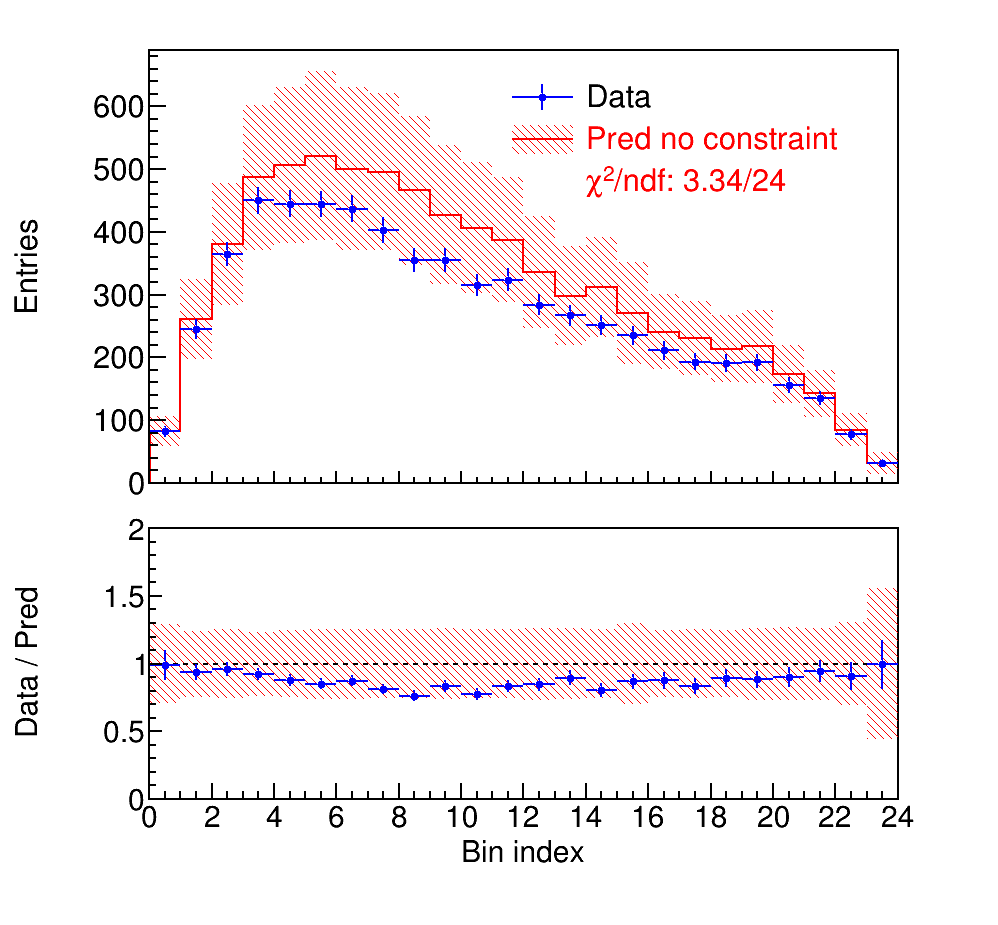 Entries
600
500
400
300
200
100
0
Data
Pred no constraint
χ²/ndf: 3.34/24
Data / Pred
2
1.5
1
0.5
0
0 2 4 6 8 10 12 14 16 18 20 22 24
Bin index